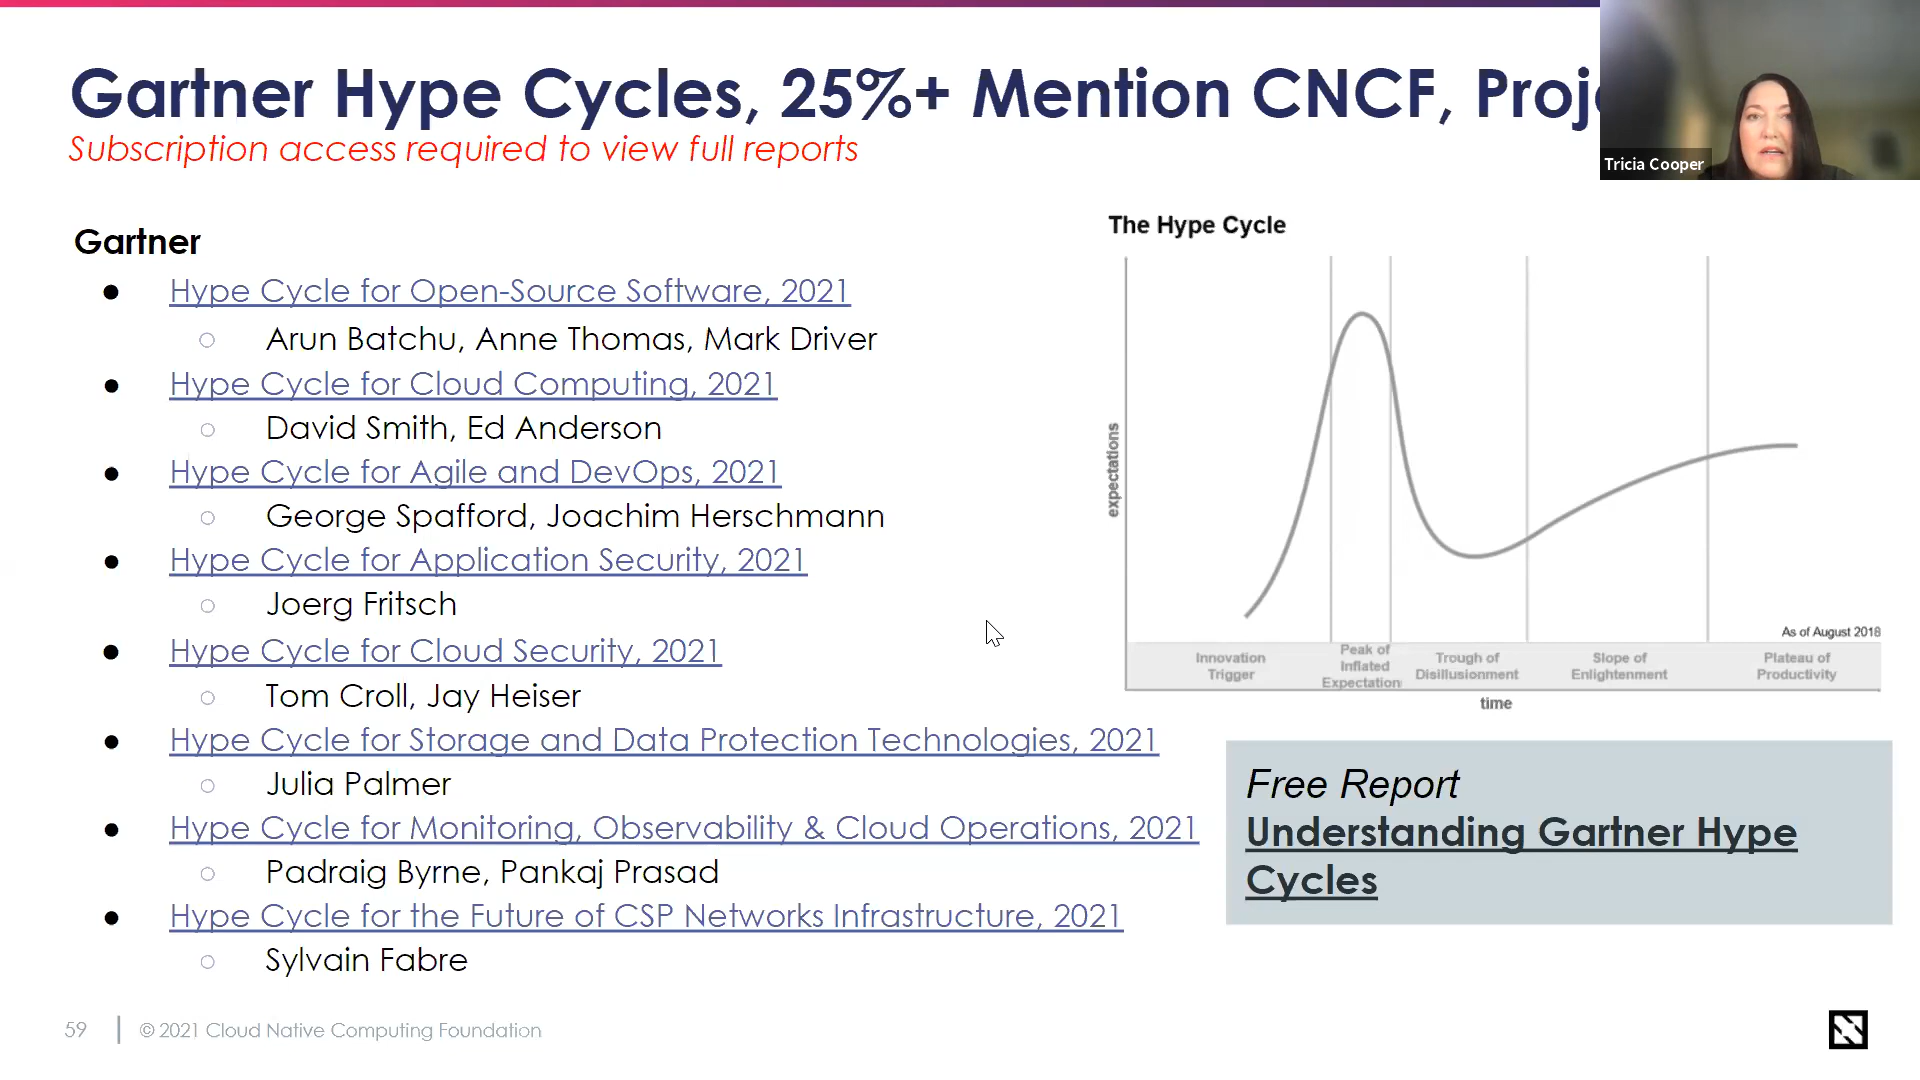 Gartner Hype Cycles, 25%+ Mention CNCF,
Subscription access required to view full reports
Tricia Cooper
Gartner
● Hype Cycle for Open-Source Software, 2021
○ Arun Batchu, Anne Thomas, Mark Driver
● Hype Cycle for Cloud Computing, 2021
○ David Smith, Ed Anderson
● Hype Cycle for Agile and DevOps, 2021
○ George Spafford, Joachim Herschmann
● Hype Cycle for Application Security, 2021
○ Joerg Fritsch
● Hype Cycle for Cloud Security, 2021
○ Tom Croll, Jay Heiser
● Hype Cycle for Storage and Data Protection Technologies, 2021
○ Julia Palmer
● Hype Cycle for Monitoring, Observability & Cloud Operations, 2021
○ Padraig Byrne, Pankaj Prasad
● Hype Cycle for the Future of CSP Networks Infrastructure, 2021
○ Sylvain Fabre
The Hype Cycle
expectations
As of August 2018
Innovation
Trigger
Peak of
Inflated
Expectation
Trough of
Disillusionment
Slope of
Enlightenment
Plateau of
Productivity
time
Free Report
Understanding Gartner Hype
Cycles
59 | © 2021 Cloud Native Computing Foundation